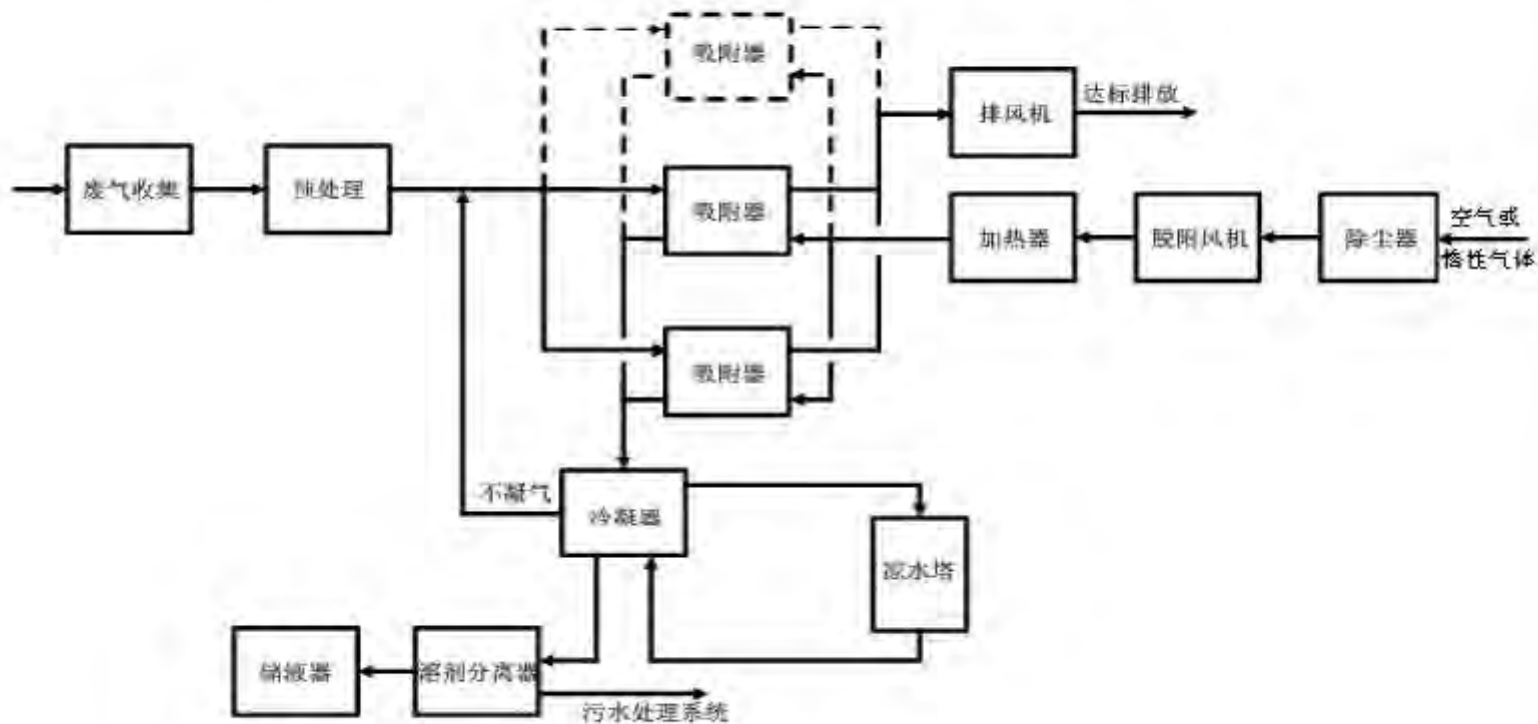 吸附器
排风机
达标排放
废气收集
预处理
吸附器
加热器
脱附风机
除尘器
空气或
惰性气体
吸附器
不凝气
冷凝器
凉水塔
储液器
溶剂分离器
污水处理系统